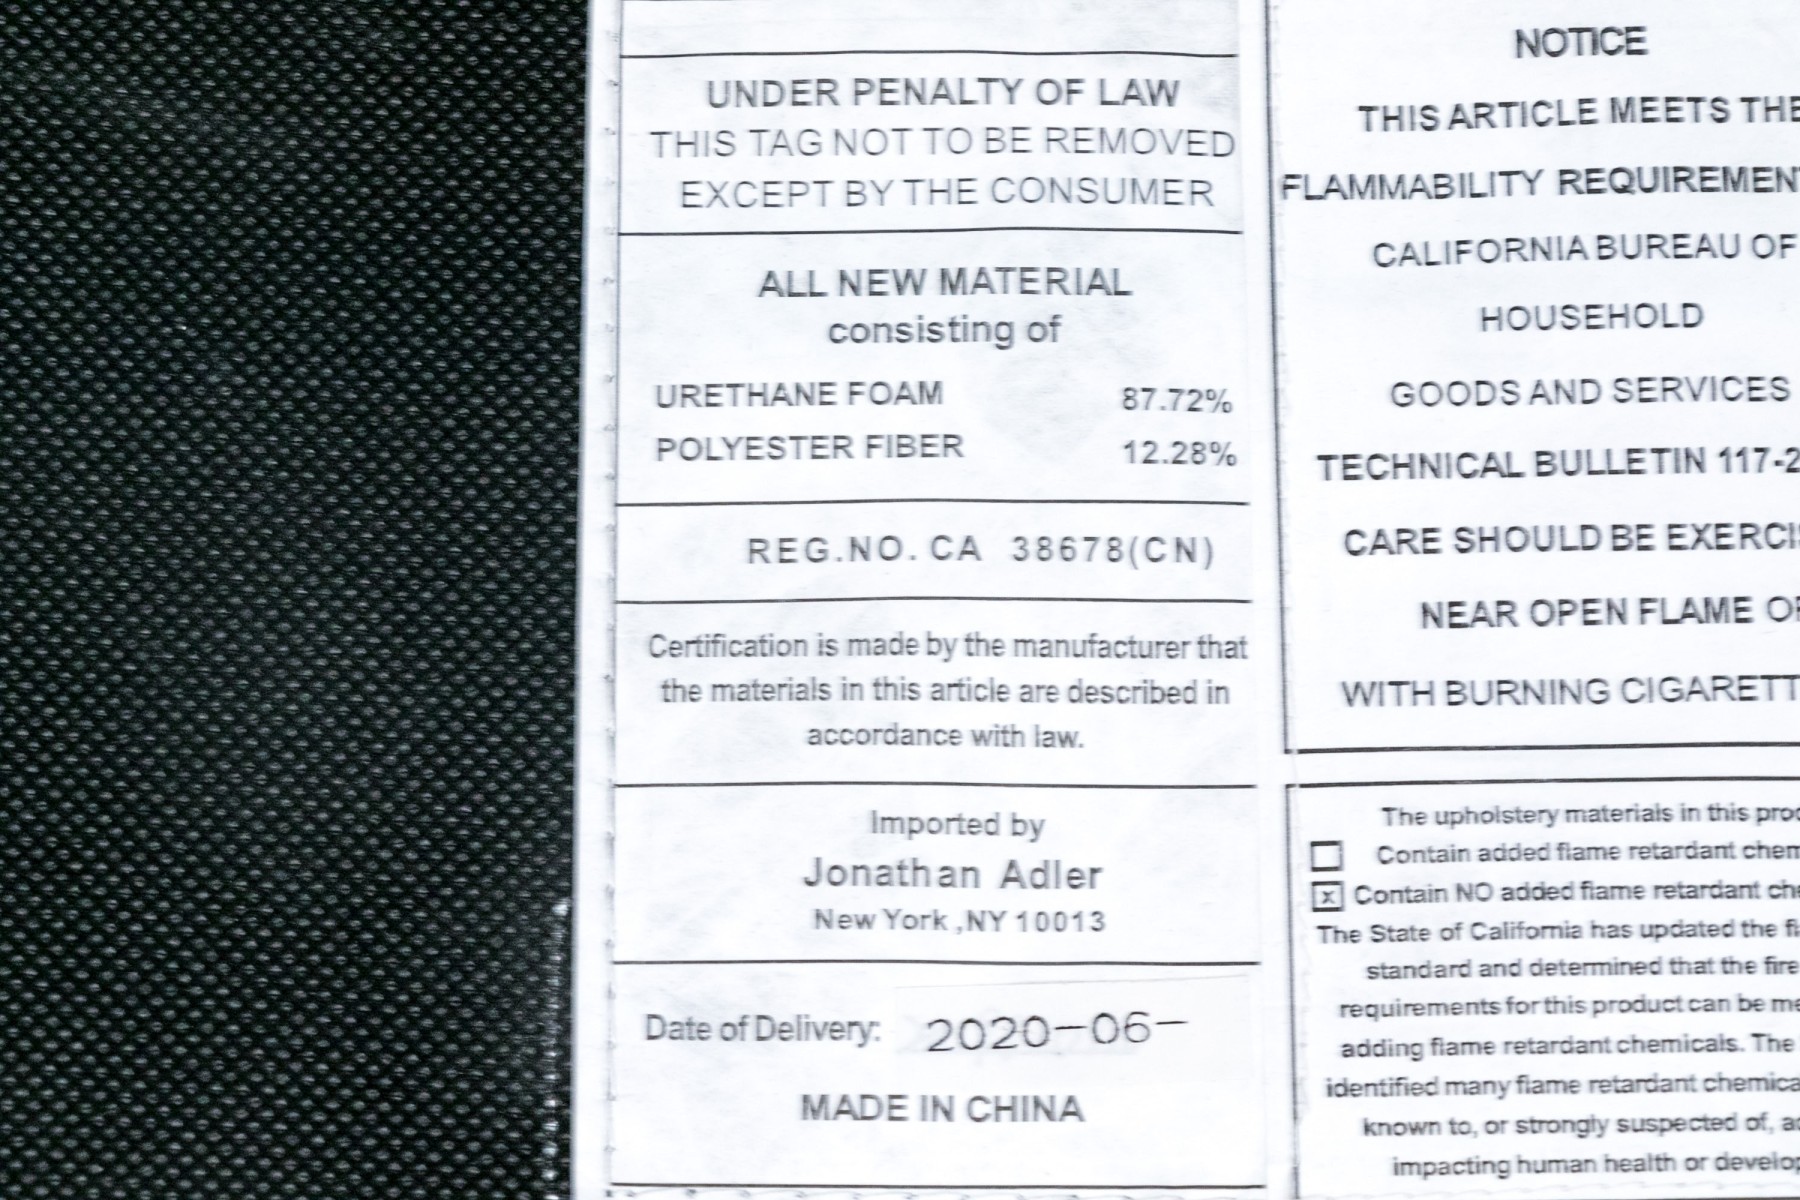 UNDER PENALTY OF LAW
THIS TAG NOT TO BE REMOVED
EXCEPT BY THE CONSUMER
ALL NEW MATERIAL
consisting of
URETHANE FOAM 87.72%
POLYESTER FIBER 12.28%
REG.NO. CA 38678(CN)
Certification is made by the manufacturer that
the materials in this article are described in
accordance with law.
Imported by
Jonathan Adler
New York ,NY 10013
Date of Delivery: 2020-06-
MADE IN CHINA
NOTICE
THIS ARTICLE MEETS THE
FLAMMABILITY
CALIFORNIA BUREAU OF
HOUSEHOLD
GOODS AND SERVICES
TECHNICAL BULLETIN 117-2
CARE SHOULD BE
NEAR OPEN FLAME
WITH BURNING
The upholstery materials in this
Contain added flame retardant
x Contain NO added flame retardant
The State of California has updated the
standard and determined that the fire
requirements for this product can be
adding flame retardant chemicals. The
identified many flame retardant
known to, or strongly suspected of,
impacting human health or